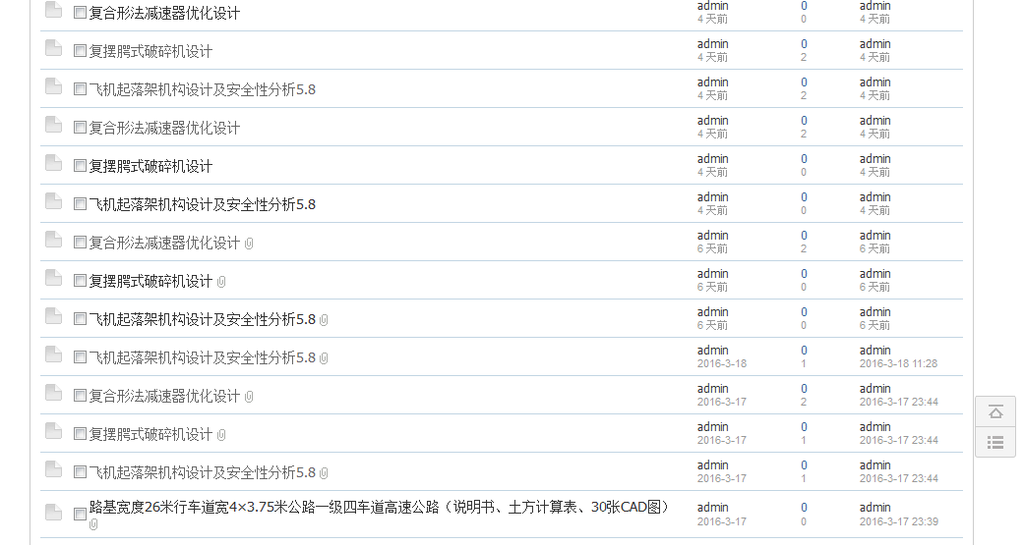 复合形法减速器优化设计 admin 0 admin
4 天前 0 4 天前
复摆腭式破碎机设计 admin 0 admin
4 天前 2 4 天前
飞机起落架机构设计及安全性分析5.8 admin 0 admin
4 天前 2 4 天前
复合形法减速器优化设计 admin 0 admin
4 天前 2 4 天前
复摆腭式破碎机设计 admin 0 admin
4 天前 0 4 天前
飞机起落架机构设计及安全性分析5.8 admin 0 admin
4 天前 0 4 天前
复合形法减速器优化设计 admin 0 admin
6 天前 2 6 天前
复摆腭式破碎机设计 admin 0 admin
6 天前 0 6 天前
飞机起落架机构设计及安全性分析5.8 admin 0 admin
6 天前 0 6 天前
飞机起落架机构设计及安全性分析5.8 admin 0 admin
2016-3-18 1 2016-3-18 11:28
复合形法减速器优化设计 admin 0 admin
2016-3-17 2 2016-3-17 23:44
复摆腭式破碎机设计 admin 0 admin
2016-3-17 1 2016-3-17 23:44
飞机起落架机构设计及安全性分析5.8 admin 0 admin
2016-3-17 1 2016-3-17 23:44
路基宽度26米行车道宽4×3.75米公路一级四车道高速公路（说明书、土方计算表、30张CAD图） admin 0 admin
2016-3-17 0 2016-3-17 23:39